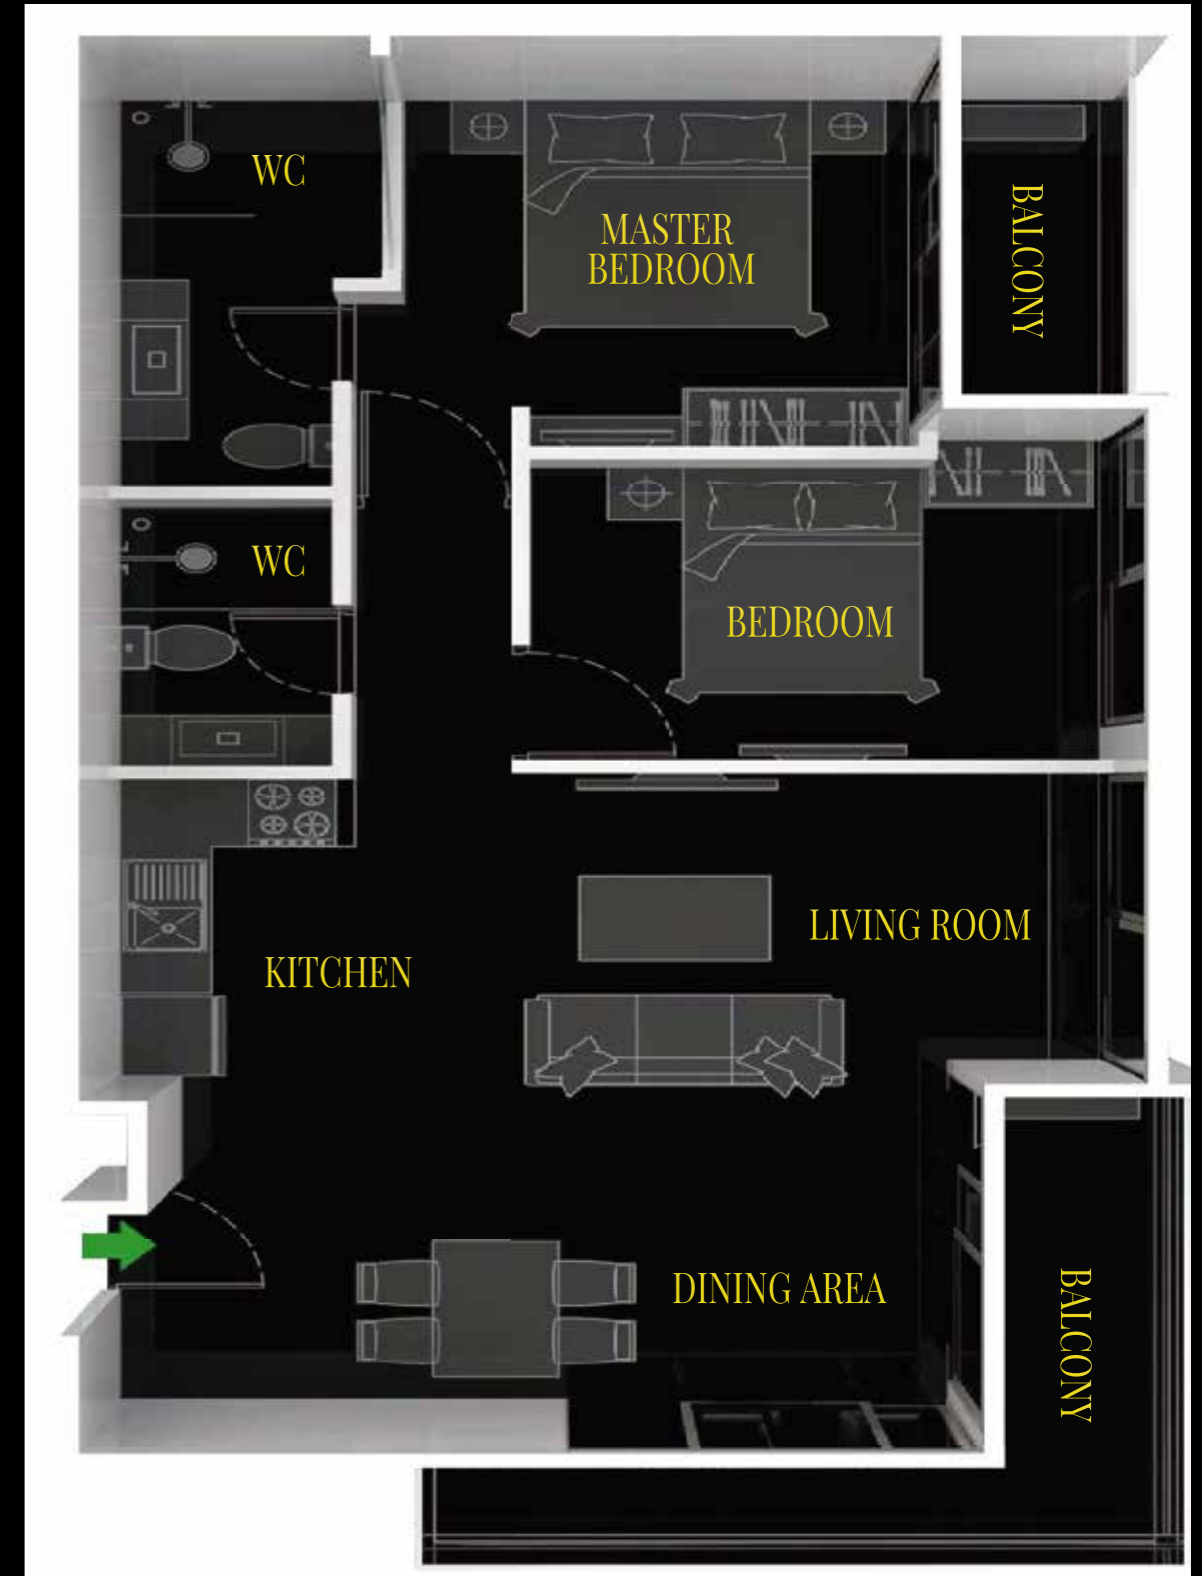 WC
MASTER
BEDROOM
BALCONY
WC
BEDROOM
LIVING ROOM
KITCHEN
DINING AREA
BALCONY